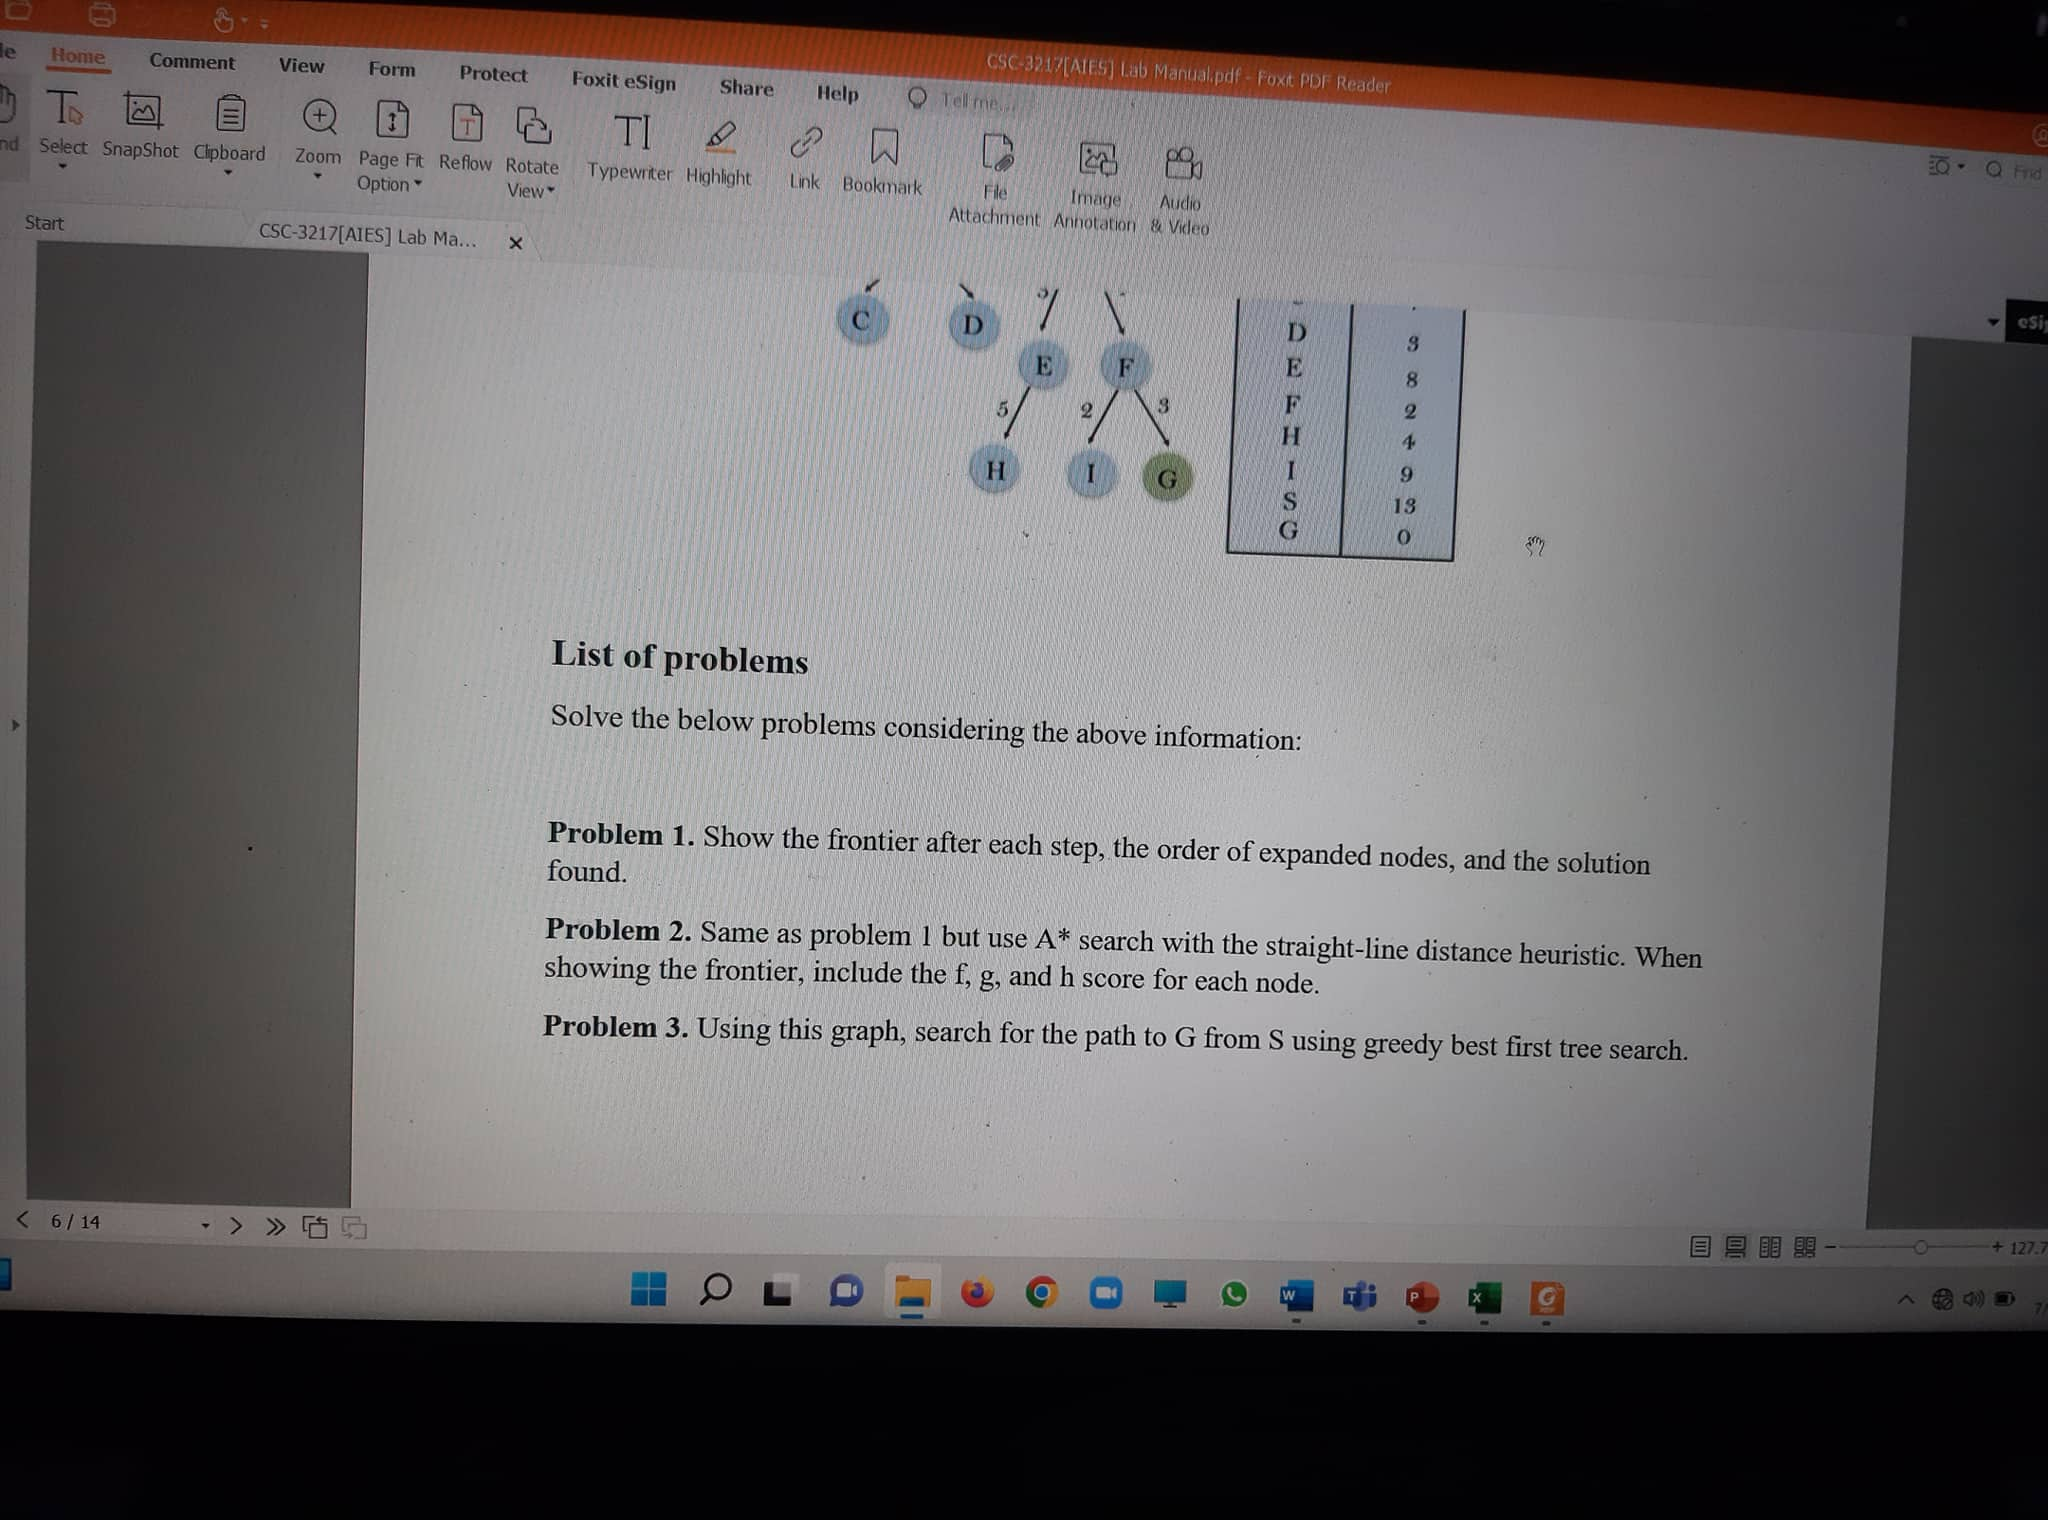 CSC-3217[AIES] Lab Manual.pdf - Foxit PDF Reader
Home Comment View Form Protect Foxit eSign Share Help Tell me...
Select SnapShot Clipboard Zoom Page Fit Option Reflow Rotate View Typewriter Highlight Link Bookmark File Attachment Image Annotation Audio & Video
Find
Start CSC-3217[AIES] Lab Ma... x
C D
E F
5 2 3
H I G
D 3
E 8
F 2
H 4
I 9
S 13
G 0
List of problems
Solve the below problems considering the above information:
Problem 1. Show the frontier after each step, the order of expanded nodes, and the solution
found.
Problem 2. Same as problem 1 but use A* search with the straight-line distance heuristic. When
showing the frontier, include the f, g, and h score for each node.
Problem 3. Using this graph, search for the path to G from S using greedy best first tree search.
6 / 14